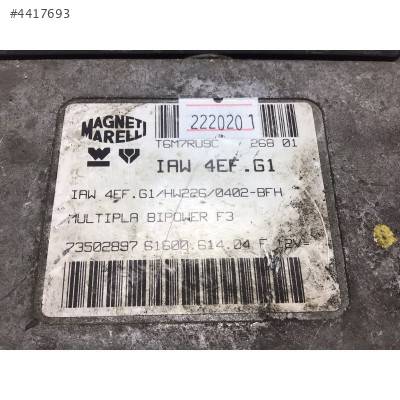 #4417693
MAGNETI
MARELLI
222020 1
T6M7RU9C 268 01
IAW 4EF.G1
IAW 4EF.G1/HW226/0402-BFH
MULTIPLA BIPOWER F3
73502897 61600.614.04 F 12V=